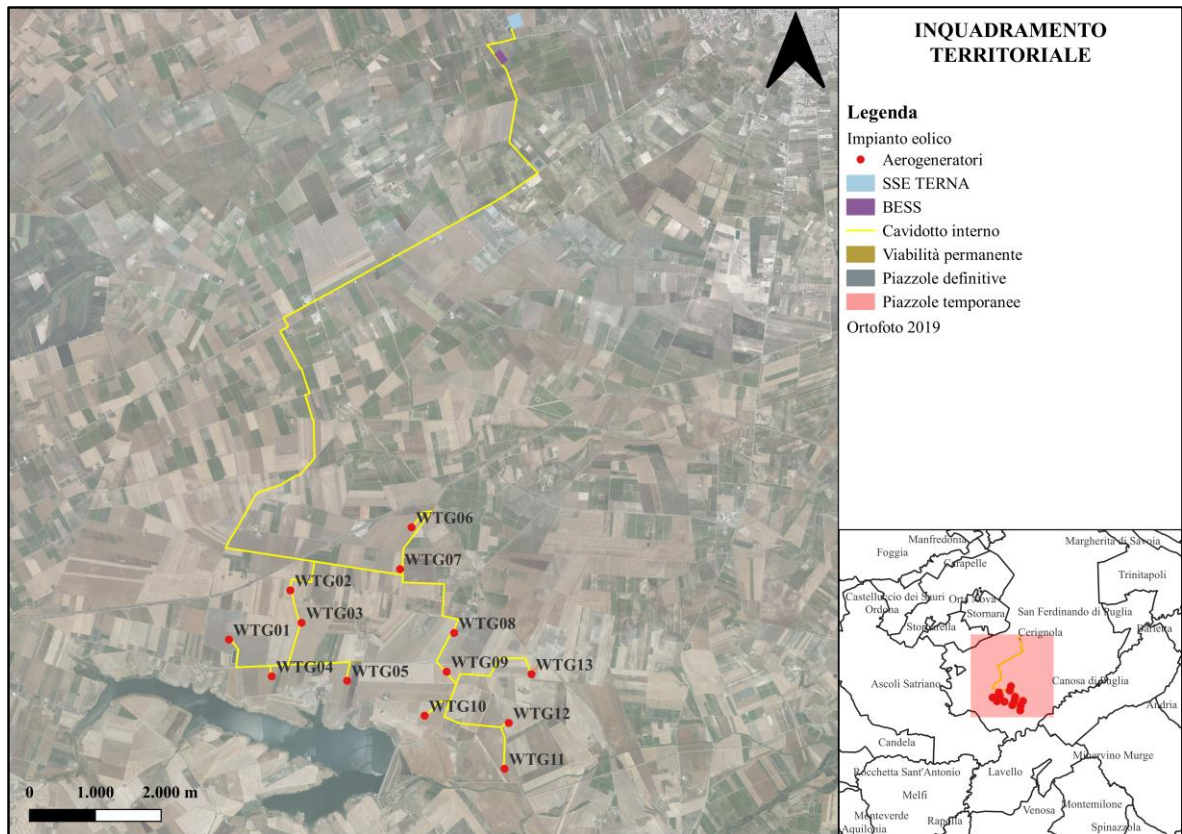 INQUADRAMENTO
TERRITORIALE
Legenda
Impianto eolico
Aerogeneratori
SSE TERNA
BESS
Cavidotto interno
Viabilità permanente
Piazzole definitive
Piazzole temporanee
Ortofoto 2019
WTG06
WTG07
WTG02
WTG03
WTG08
WTG01
WTG04
WTG05
WTG09
WTG13
WTG10
WTG12
WTG11
0
1.000
2.000 m
Manfredonia
Margherita di Savoia
Foggia
Carapelle
Trinitapoli
Castelluccio dei Sauri
Orta Nova
Ordona
Stornara
San Ferdinando di Puglia
Stornarella
Cerignola
Barletta
Ascoli Satriano
Canosa di Puglia
Andria
Candela
Minervino Murge
Rocchetta Sant'Antonio
Lavello
Melfi
Montemilone
Venosa
Monteverde
Rapolla
Aquilonia
Spinazzola